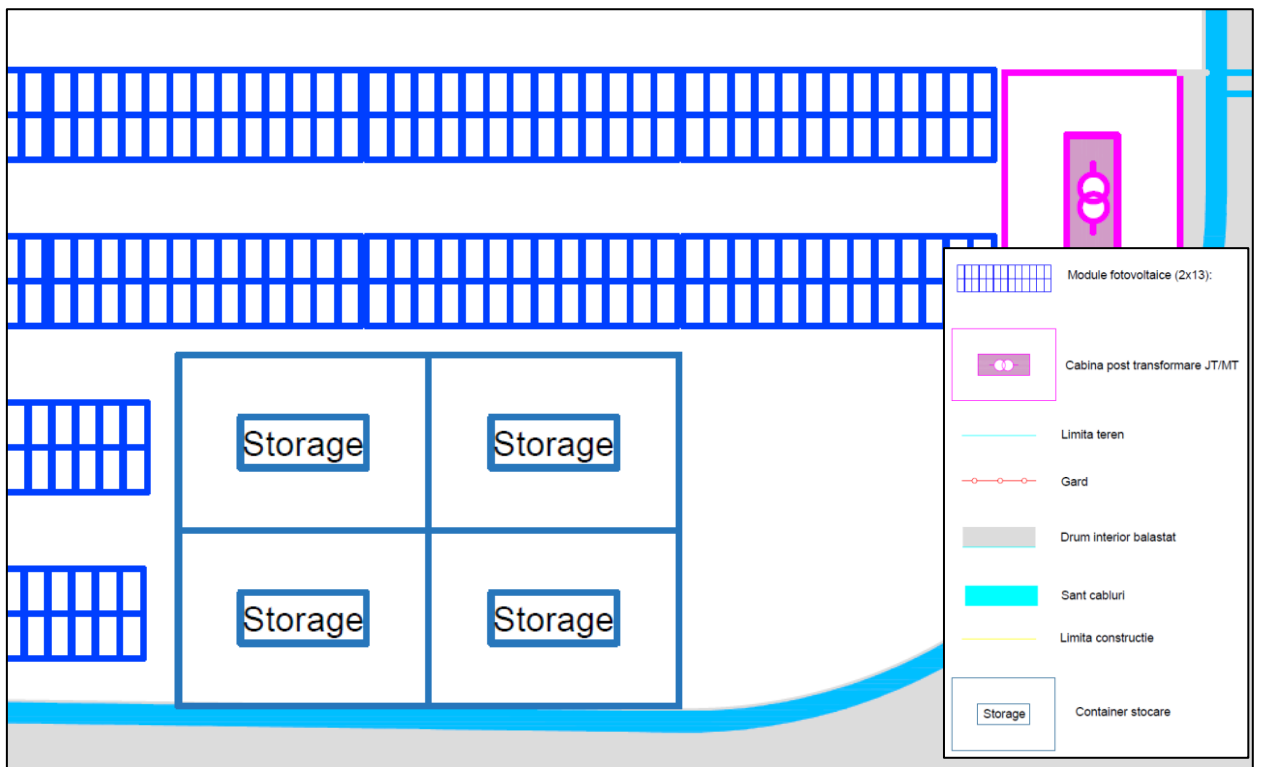 Module fotovoltaice (2x13):
Cabina post transformare JT/MT
Limita teren
Storage Storage
Gard
Drum interior balastat
Sant cabluri
Storage Storage
Limita constructie
Storage Container stocare